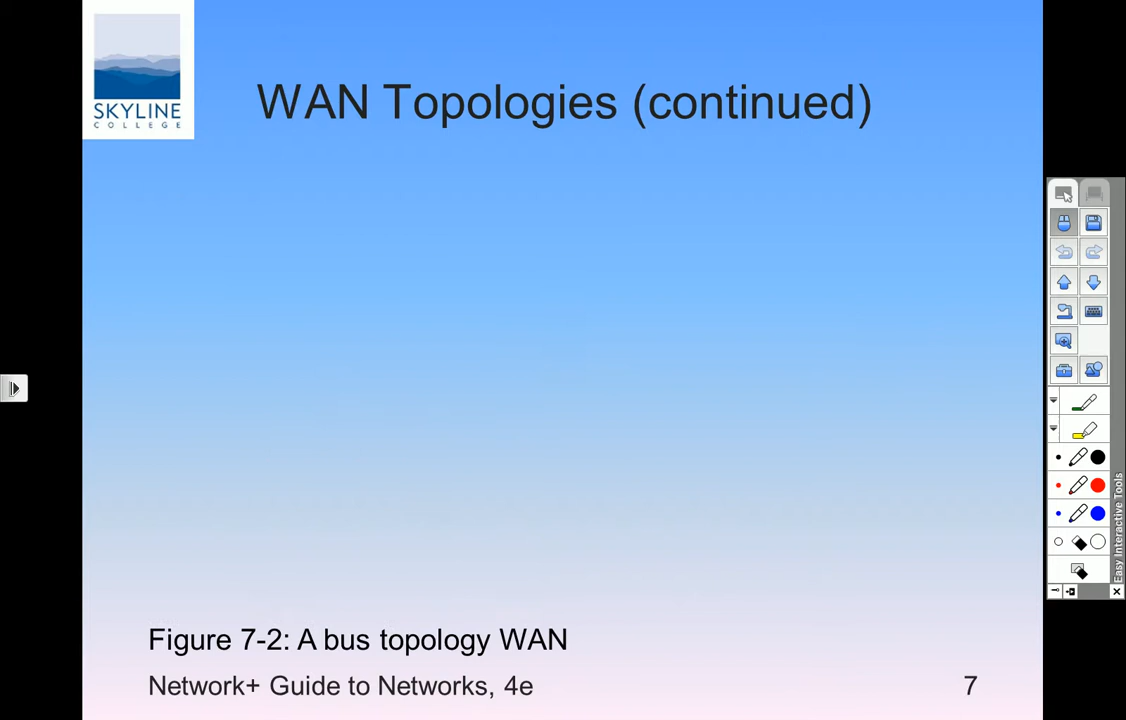 SKYLINE
COLLEGE
WAN Topologies (continued)
Easy Interactive Tools
Figure 7-2: A bus topology WAN
Network+ Guide to Networks, 4e
7